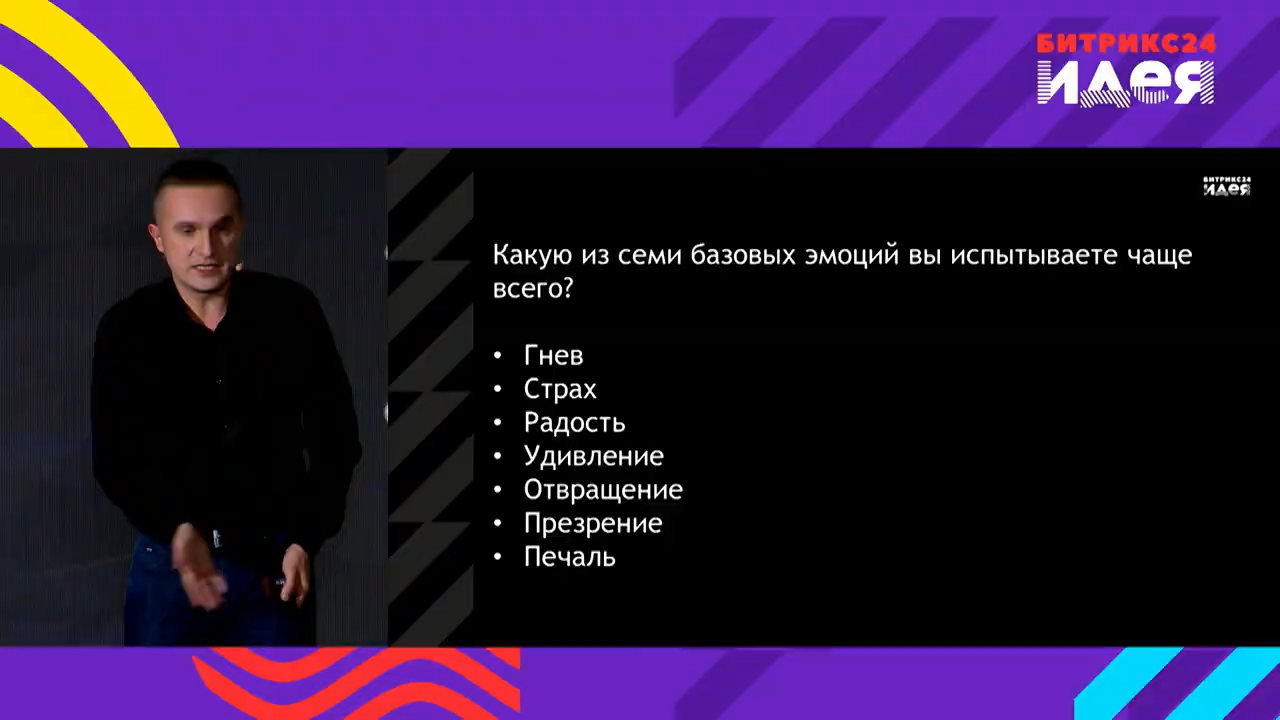 БИТРИКС24
ИДЕЯ
БИТРИКС24
ИДЕЯ
Какую из семи базовых эмоций вы испытываете чаще
всего?
• Гнев
• Страх
• Радость
• Удивление
• Отвращение
• Презрение
• Печаль